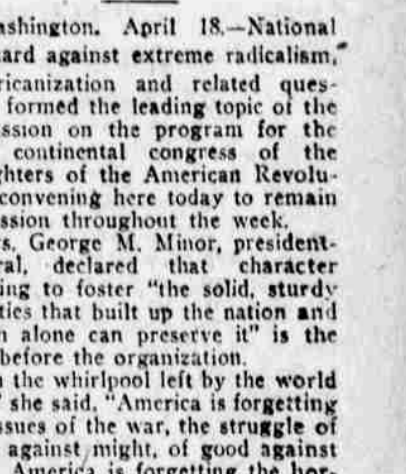 ashington. April 18.—National
ard against extreme radicalism,
ricanization and related ques-
formed the leading topic of the
ssion on the program for the
continental congress of the
ghters of the American Revolu-
convening here today to remain
ssion throughout the week.
s. George M. Minor, president-
ral, declared that character
ing to foster "the solid, sturdy
ties that built up the nation and
h alone can preserve it" is the
before the organization.
n the whirlpool left by the world
" she said, "America is forgetting
ssues of the war, the struggle of
against might, of good against
America is forgetting the hor-